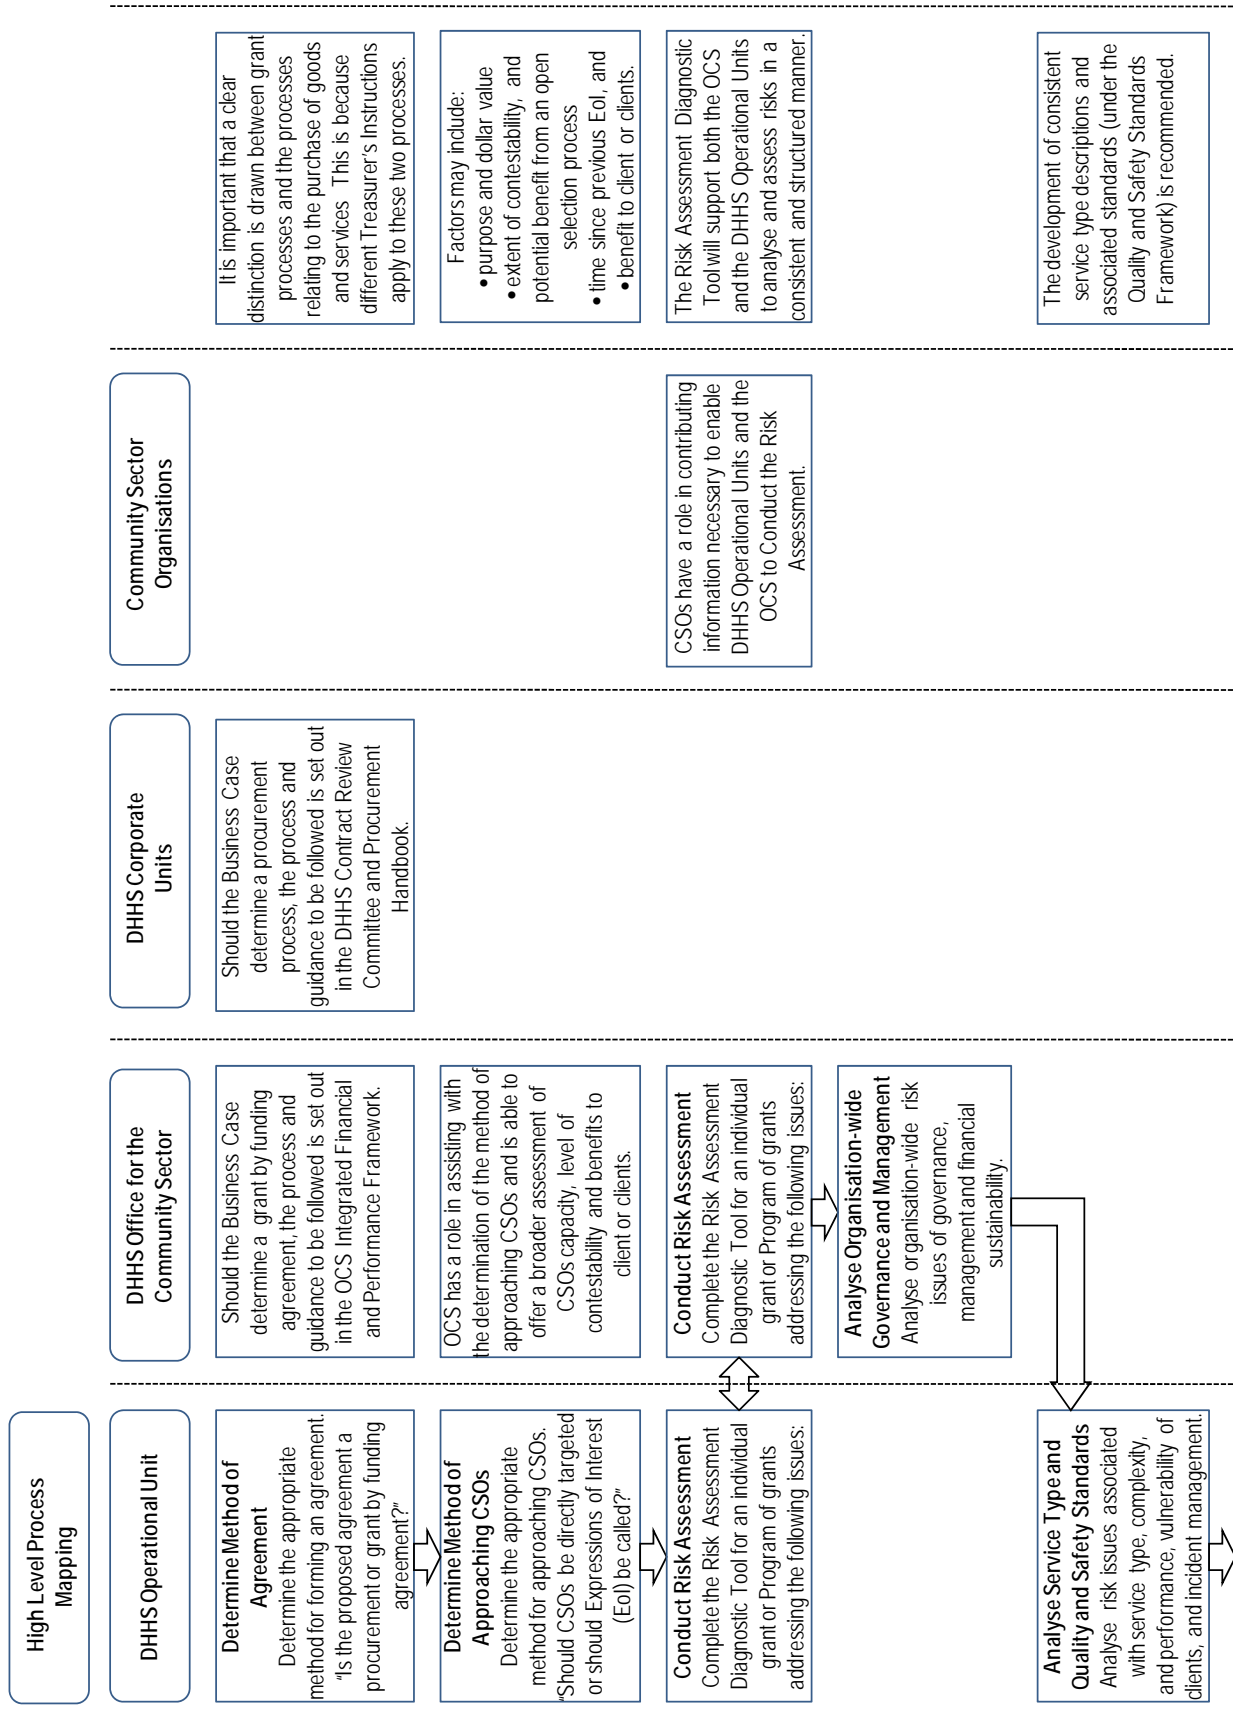 High Level Process
Mapping
DHHS Operational Unit
DHHS Office for the
Community Sector
DHHS Corporate
Units
Community Sector
Organisations
Determine Method of
Agreement
Determine the appropriate
method for forming an agreement.
“Is the proposed agreement a
procurement or grant by funding
agreement?”
Should the Business Case
determine a grant by funding
agreement, the process and
guidance to be followed is set out
in the OCS Integrated Financial
and Performance Framework.
Should the Business Case
determine a procurement
process, the process and
guidance to be followed is set out
in the DHHS Contract Review
Committee and Procurement
Handbook.
It is important that a clear
distinction is drawn between grant
processes and the processes
relating to the purchase of goods
and services This is because
different Treasurer’s Instructions
apply to these two processes.
Determine Method of
Approaching CSOs
Determine the appropriate
method for approaching CSOs.
“Should CSOs be directly targeted
or should Expressions of Interest
(EoI) be called?”
OCS has a role in assisting with
the determination of the method of
approaching CSOs and is able to
offer a broader assessment of
CSOs capacity, level of
contestability and benefits to
client or clients.
Factors may include:
• purpose and dollar value
• extent of contestability, and
potential benefit from an open
selection process
• time since previous EoI, and
• benefit to client or clients.
Conduct Risk Assessment
Complete the Risk Assessment
Diagnostic Tool for an individual
grant or Program of grants
addressing the following issues:
Conduct Risk Assessment
Complete the Risk Assessment
Diagnostic Tool for an individual
grant or Program of grants
addressing the following issues:
CSOs have a role in contributing
information necessary to enable
DHHS Operational Units and the
OCS to Conduct the Risk
Assessment.
The Risk Assessment Diagnostic
Tool will support both the OCS
and the DHHS Operational Units
to analyse and assess risks in a
consistent and structured manner.
Analyse Organisation-wide
Governance and Management
Analyse organisation-wide risk
issues of governance,
management and financial
sustainability.
Analyse Service Type and
Quality and Safety Standards
Analyse risk issues associated
with service type, complexity,
and performance, vulnerability of
clients, and incident management.
The development of consistent
service type descriptions and
associated standards (under the
Quality and Safety Standards
Framework) is recommended.